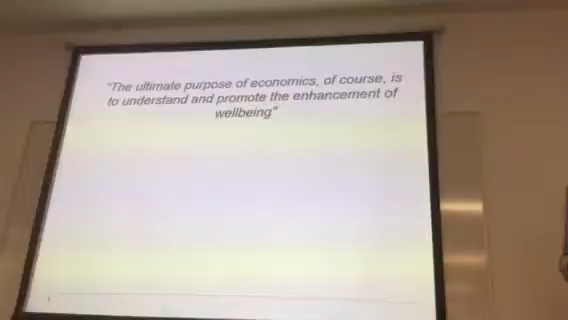 "The ultimate purpose of economics, of course, is
to understand and promote the enhancement of
wellbeing"